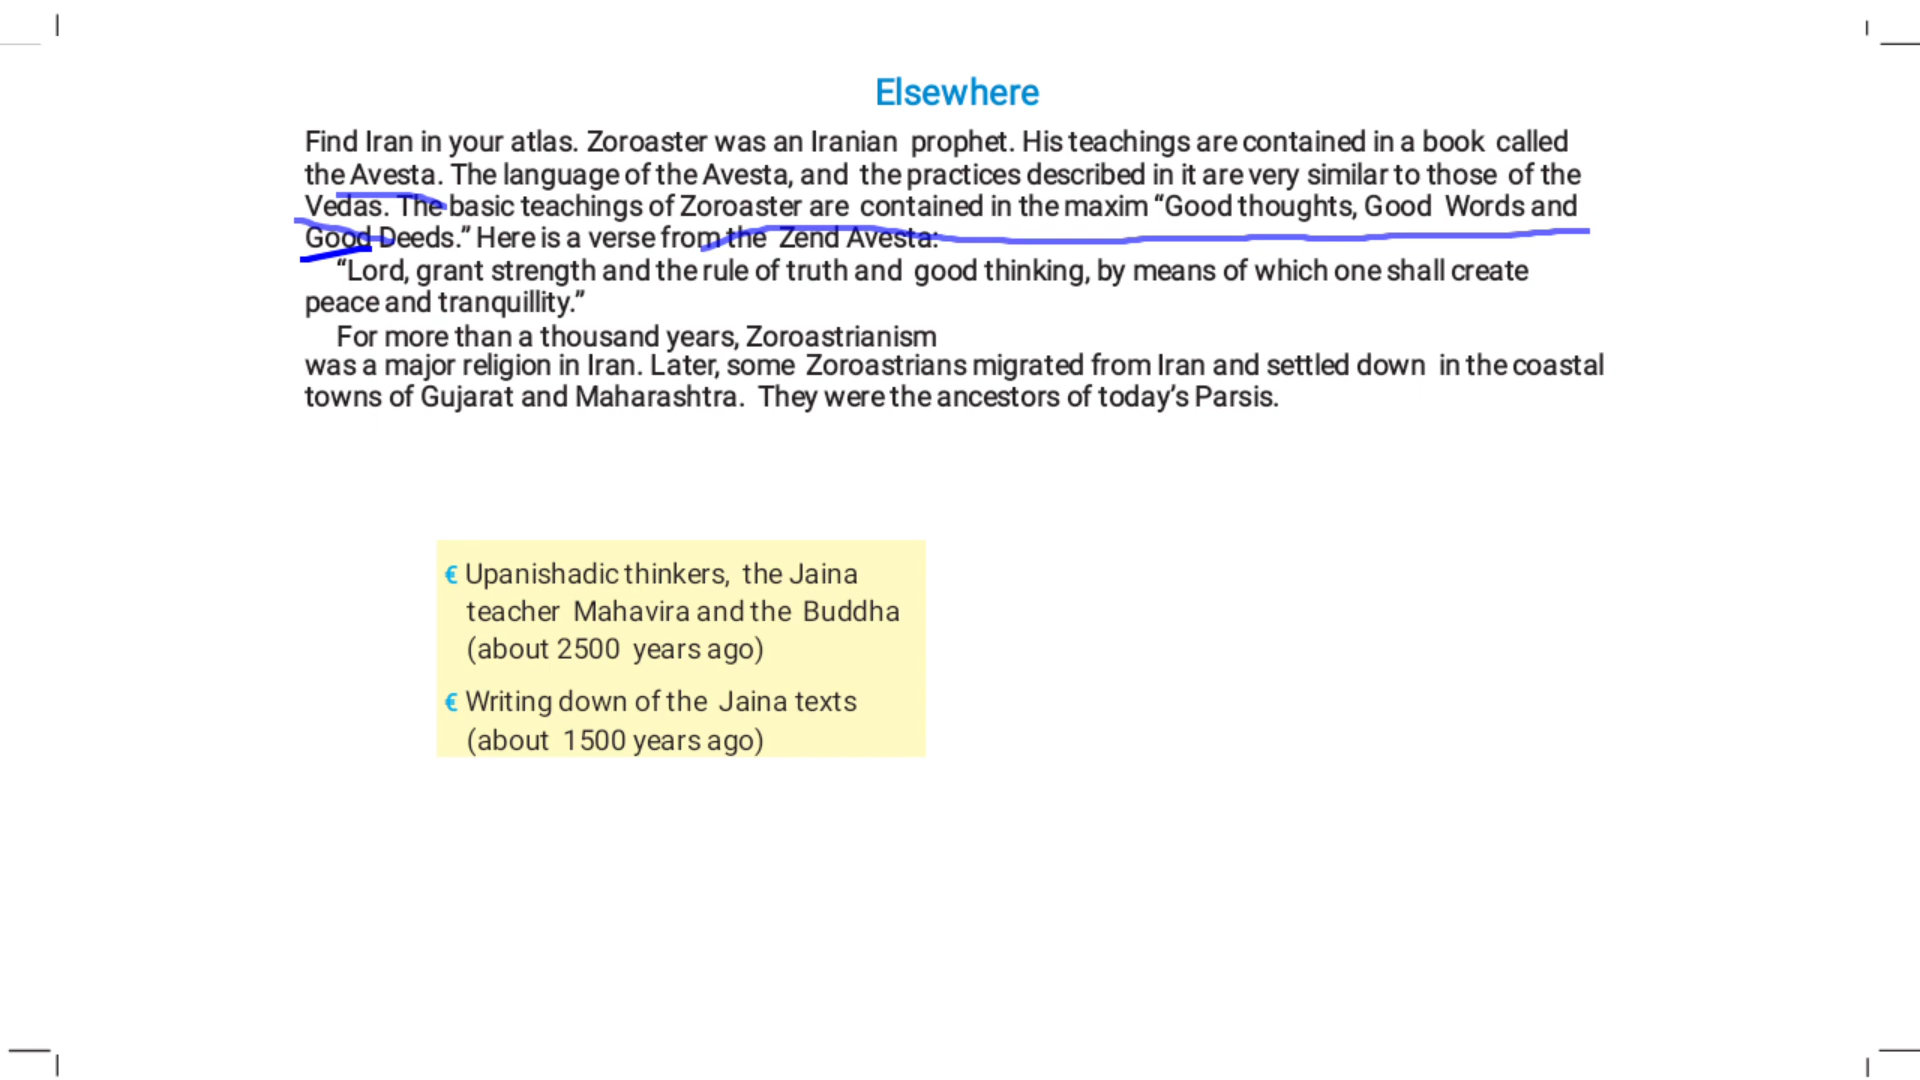 Elsewhere
Find Iran in your atlas. Zoroaster was an Iranian prophet. His teachings are contained in a book called
the Avesta. The language of the Avesta, and the practices described in it are very similar to those of the
Vedas. The basic teachings of Zoroaster are contained in the maxim “Good thoughts, Good Words and
Good Deeds.” Here is a verse from the Zend Avesta:
“Lord, grant strength and the rule of truth and good thinking, by means of which one shall create
peace and tranquillity.”
For more than a thousand years, Zoroastrianism
was a major religion in Iran. Later, some Zoroastrians migrated from Iran and settled down in the coastal
towns of Gujarat and Maharashtra. They were the ancestors of today’s Parsis.
€ Upanishadic thinkers, the Jaina
teacher Mahavira and the Buddha
(about 2500 years ago)
€ Writing down of the Jaina texts
(about 1500 years ago)